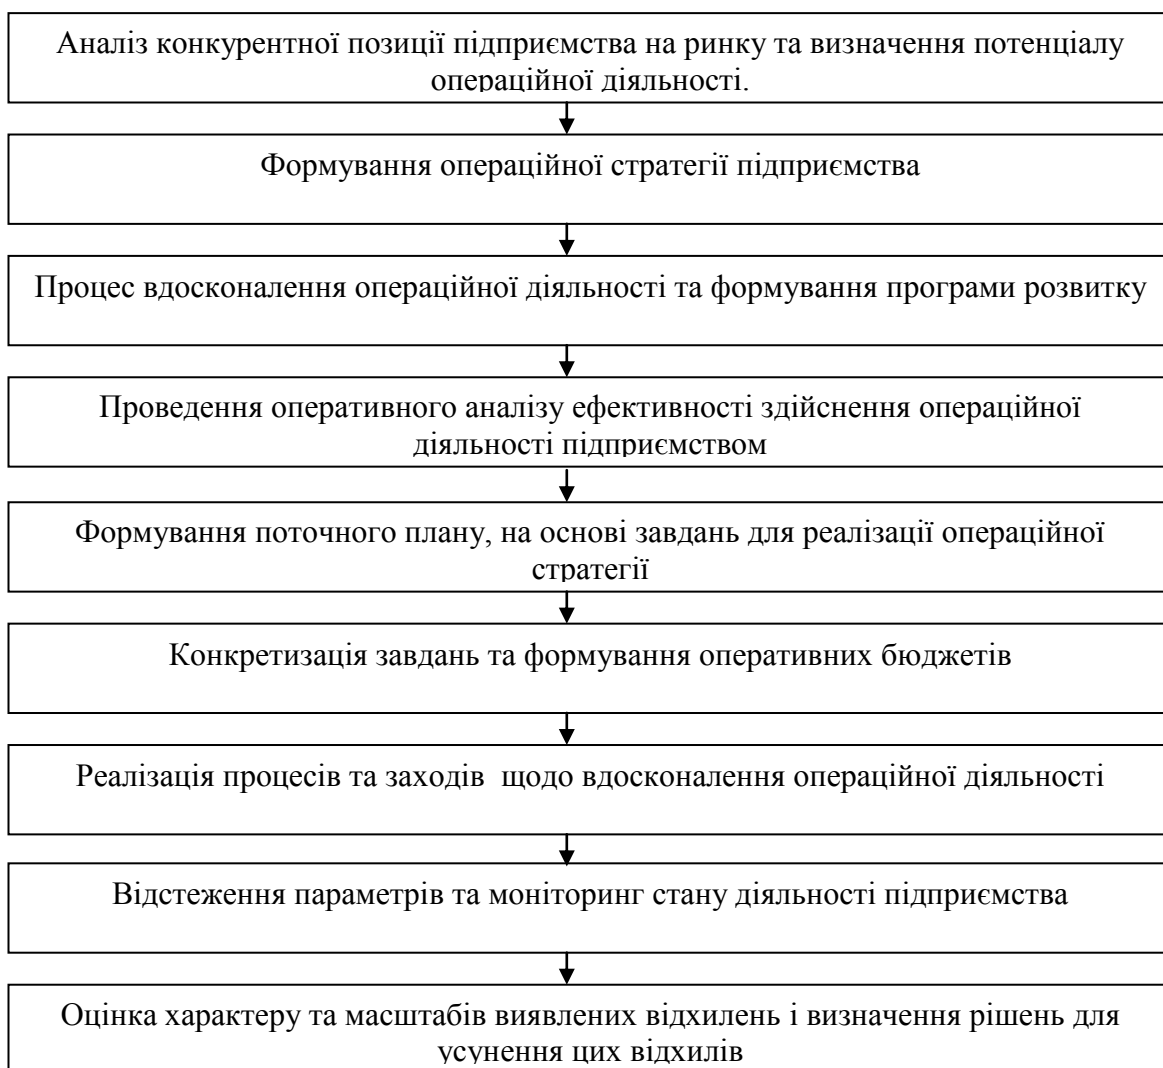 Аналіз конкурентної позиції підприємства на ринку та визначення потенціалу
операційної діяльності.
Формування операційної стратегії підприємства
Процес вдосконалення операційної діяльності та формування програми розвитку
Проведення оперативного аналізу ефективності здійснення операційної
діяльності підприємством
Формування поточного плану, на основі завдань для реалізації операційної
стратегії
Конкретизація завдань та формування оперативних бюджетів
Реалізація процесів та заходів щодо вдосконалення операційної діяльності
Відстеження параметрів та моніторинг стану діяльності підприємства
Оцінка характеру та масштабів виявлених відхилень і визначення рішень для
усунення цих відхилів